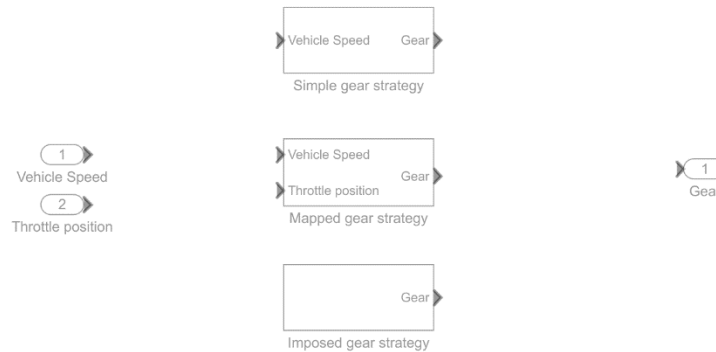 Vehicle Speed Gear
Simple gear strategy
1
Vehicle Speed
2
Throttle position
Vehicle Speed
Throttle position
Gear
Mapped gear strategy
1
Gea
Gear
Imposed gear strategy